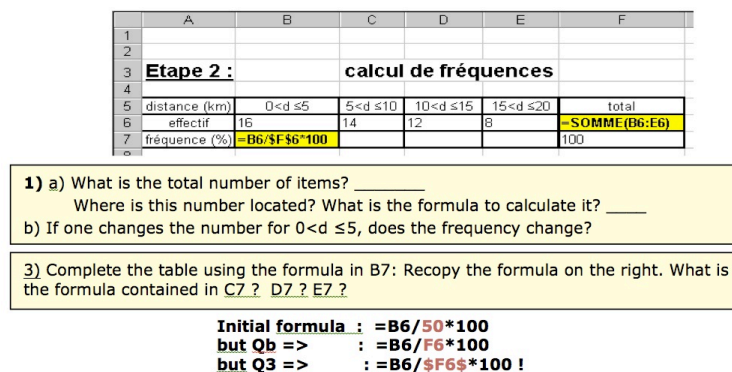 A B C D E F
1
2
3 Etape 2 : calcul de fréquences
4
5 distance (km) 0<d ≤5 5<d ≤10 10<d ≤15 15<d ≤20 total
6 effectif 16 14 12 8 =SOMME(B6:E6)
7 fréquence (%) =B6/$F$6*100 100
1) a) What is the total number of items? ________
Where is this number located? What is the formula to calculate it? _____
b) If one changes the number for 0<d ≤5, does the frequency change?
3) Complete the table using the formula in B7: Recopy the formula on the right. What is
the formula contained in C7 ? D7 ? E7 ?
Initial formula : =B6/50*100
but Qb => : =B6/F6*100
but Q3 => : =B6/$F6$*100 !